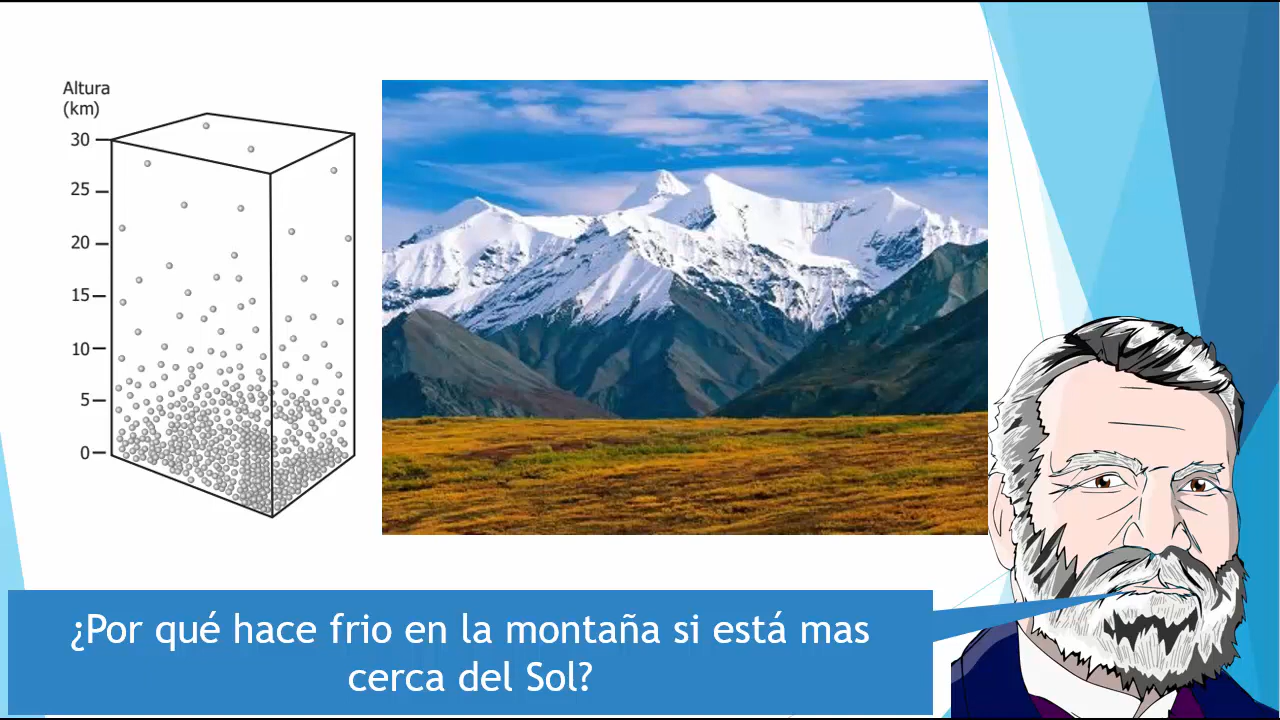 Altura
(km)
30
25
20
15
10
5
0
¿Por qué hace frio en la montaña si está mas
cerca del Sol?